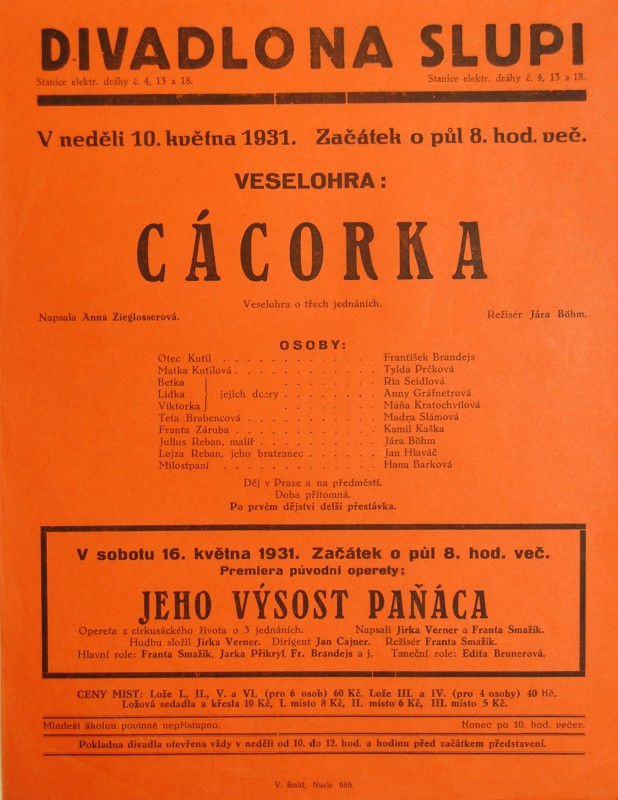 DIVADLO NA SLUPI
Stanice elektr. dráhy č. 4, 13 a 18. Stanice elektr. dráhy č. 4, 13 a 18.
V neděli 10. května 1931. Začátek o půl 8. hod. več.
VESELOHRA:
CÁCORKA
Veselohra o třech jednáních.
Napsala Anna Zieglosserová. Režisér Jára Böhm.
OSOBY:
Otec Kutil . . . . . . . . . . . František Brandejs
Matka Kutilová . . . . . . . . . . Tylda Prčková
Betka . . . . . . . Ria Seidlová
Lidka } jejich dcery . . . . . . . Anny Gráfnetrová
Viktorka . . . . . . . Máňa Kratochvílová
Teta Brabencová . . . . . . . . . Madra Slámová
Franta Záruba . . . . . . . . . . Kamil Kaška
Julius Reban, malíř . . . . . . . . Jára Böhm
Lojza Reban, jeho bratranec . . . . . Jan Hlaváč
Milostpaní . . . . . . . . . . . Hana Barková
Děj v Praze a na předměstí.
Doba přítomná.
Po prvém dějství delší přestávka.
V sobotu 16. května 1931. Začátek o půl 8. hod. več.
Premiera původní operety:
JEHO VÝSOST PAŇÁCA
Opereta z cirkusáckého života o 3 jednáních. Napsali Jirka Verner a Franta Smažík.
Hudbu složil Jirka Verner. Dirigent Jan Cajner. Režisér Franta Smažík.
Hlavní role: Franta Smažík, Jarka Přikryl, Fr. Brandejs a j. Taneční role: Edita Brunerová.
CENY MÍST: Lože I., II., V. a VI. (pro 6 osob) 60 Kč. Lože III. a IV. (pro 4 osoby) 40 Kč.
Ložová sedadla a křesla 10 Kč, I. místo 8 Kč, II. místo 6 Kč, III. místo 5 Kč.
Mládeži školou povinné nepřístupno. Konec po 10. hod. večer.
Pokladna divadla otevřena vždy v neděli od 10. do 12. hod. a hodinu před začátkem představení.
V. Šmíd, Nusle 686.